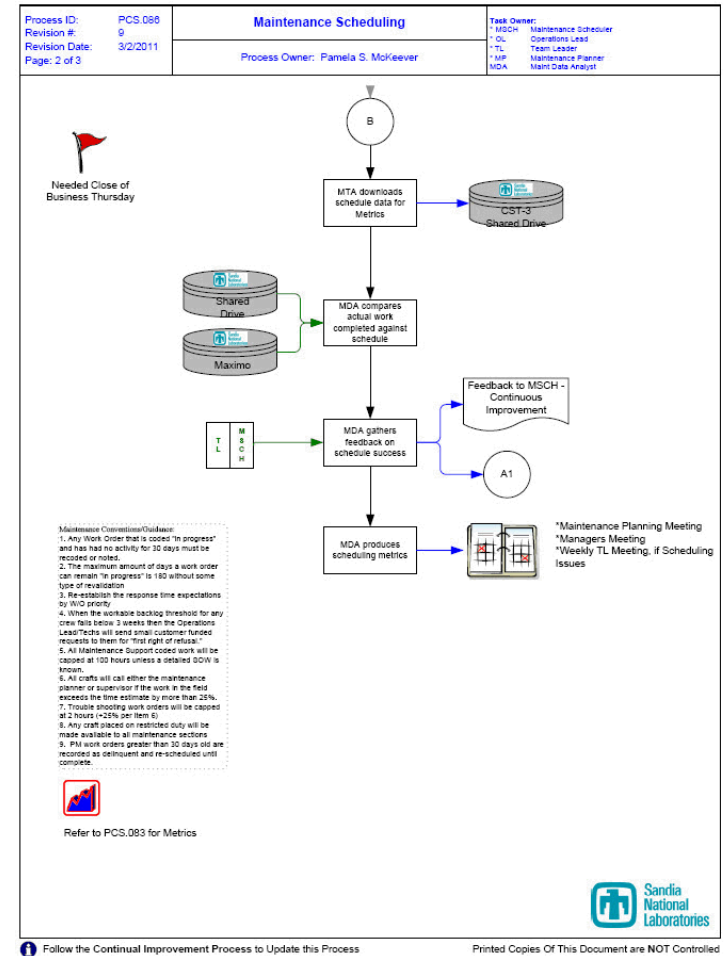 Process ID: PCS.086
Revision #: 9
Revision Date: 3/2/2011
Page: 2 of 3
Maintenance Scheduling
Process Owner: Pamela S. McKeever
Task Owner:
* MSCH Maintenance Scheduler
* OL Operations Lead
* TL Team Leader
* MP Maintenance Planner
MDA Maint Data Analyst
B
Needed Close of
Business Thursday
MTA downloads
schedule data for
Metrics
Sandia
National
Laboratories
CST-3
Shared Drive
Sandia
National
Laboratories
Shared
Drive
MDA compares
actual work
completed against
schedule
Sandia
National
Laboratories
Maximo
Feedback to MSCH -
Continuous
Improvement
T
L
M
S
C
H
MDA gathers
feedback on
schedule success
A1
MDA produces
scheduling metrics
*Maintenance Planning Meeting
*Managers Meeting
*Weekly TL Meeting, if Scheduling
Issues
Maintenance Conventions/Guidance:
1. Any Work Order that is coded "in progress"
and has had no activity for 30 days must be
recoded or noted.
2. The maximum amount of days a work order
can remain "in progress" is 180 without some
type of revalidation
3. Re-establish the response time expectations
by W/O priority
4. When the workable backlog threshold for any
crew falls below 3 weeks then the Operations
Lead/Techs will send small customer funded
requests to them for "first right of refusal."
5. All Maintenance Support coded work will be
capped at 100 hours unless a detailed SOW is
known.
6. All crafts will call either the maintenance
planner or supervisor if the work in the field
exceeds the time estimate by more than 25%.
7. Trouble shooting work orders will be capped
at 2 hours (+25% per Item 6)
8. Any craft placed on restricted duty will be
made available to all maintenance sections
9. PM work orders greater than 30 days old are
recorded as delinquent and re-scheduled until
complete.
Refer to PCS.083 for Metrics
Sandia
National
Laboratories
Follow the Continual Improvement Process to Update this Process
Printed Copies Of This Document are NOT Controlled